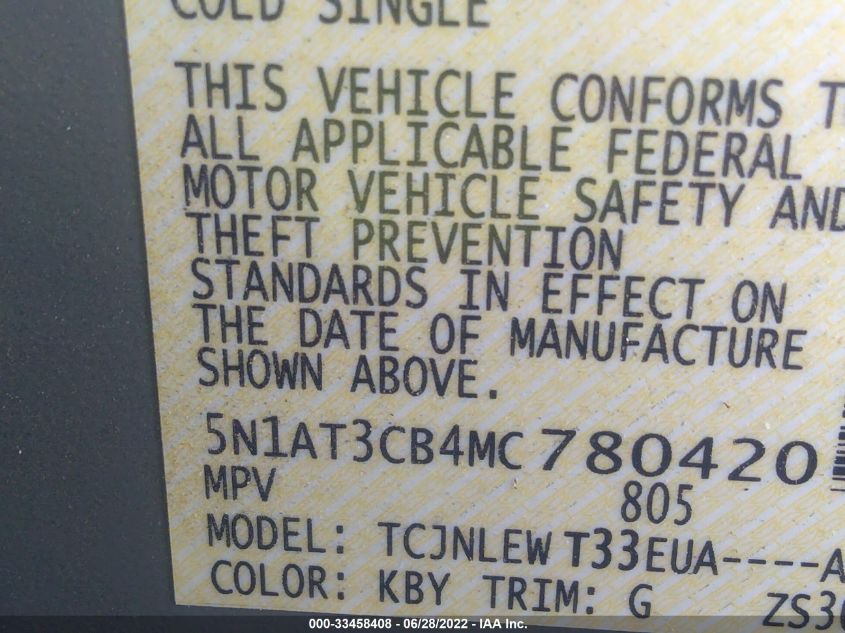 COLD SINGLE
THIS VEHICLE CONFORMS
ALL APPLICABLE FEDERAL
MOTOR VEHICLE SAFETY AND
THEFT PREVENTION
STANDARDS IN EFFECT ON
THE DATE OF MANUFACTURE
SHOWN ABOVE.
5N1AT3CB4MC780420
MPV 805
MODEL: TCJNLEW T33EUA----A
COLOR: KBY TRIM: G
000-33458408 - 06/28/2022 - IAA Inc.